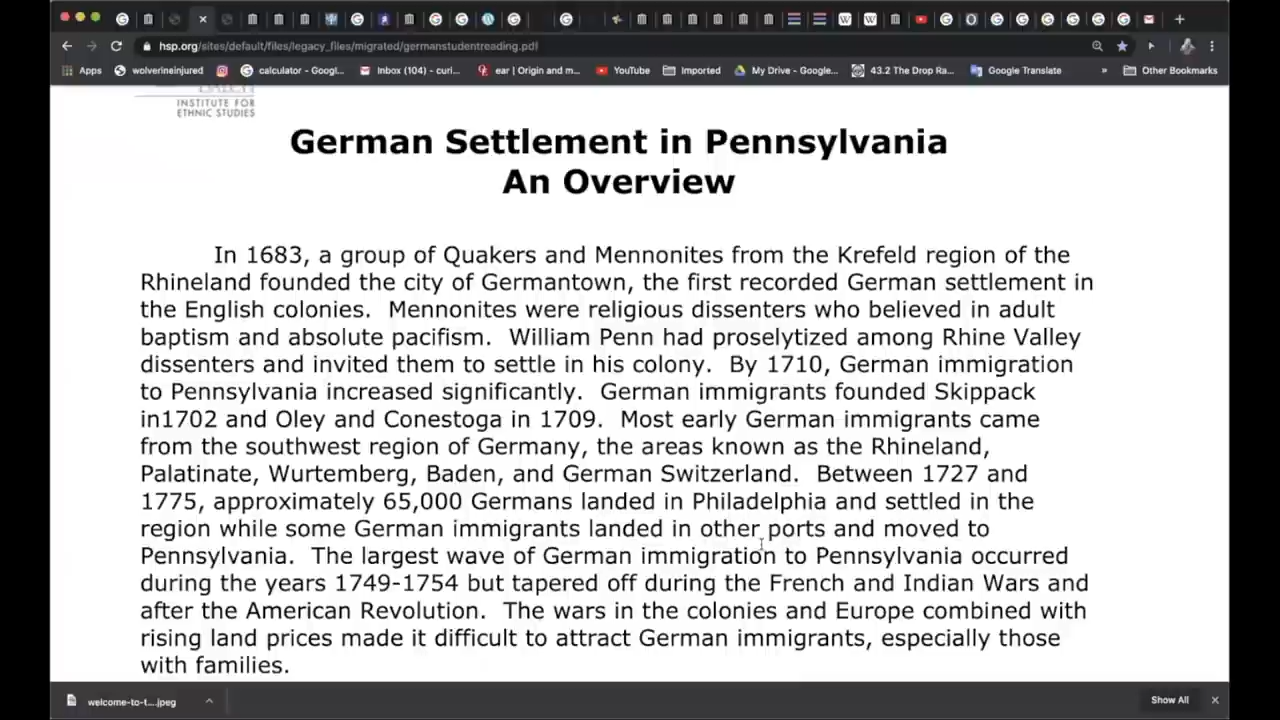 hsp.org/sites/default/files/legacy_files/migrated/germanstudentreading.pdf
Apps wolverineinjured calculator - Googl... Inbox (104) - curi... ear | Origin and m... YouTube Imported My Drive - Google... 43.2 The Drop Ra... Google Translate » Other Bookmarks
INSTITUTE FOR
ETHNIC STUDIES
German Settlement in Pennsylvania
An Overview
In 1683, a group of Quakers and Mennonites from the Krefeld region of the
Rhineland founded the city of Germantown, the first recorded German settlement in
the English colonies. Mennonites were religious dissenters who believed in adult
baptism and absolute pacifism. William Penn had proselytized among Rhine Valley
dissenters and invited them to settle in his colony. By 1710, German immigration
to Pennsylvania increased significantly. German immigrants founded Skippack
in1702 and Oley and Conestoga in 1709. Most early German immigrants came
from the southwest region of Germany, the areas known as the Rhineland,
Palatinate, Wurtemberg, Baden, and German Switzerland. Between 1727 and
1775, approximately 65,000 Germans landed in Philadelphia and settled in the
region while some German immigrants landed in other ports and moved to
Pennsylvania. The largest wave of German immigration to Pennsylvania occurred
during the years 1749-1754 but tapered off during the French and Indian Wars and
after the American Revolution. The wars in the colonies and Europe combined with
rising land prices made it difficult to attract German immigrants, especially those
with families.
welcome-to-t....jpeg Show All